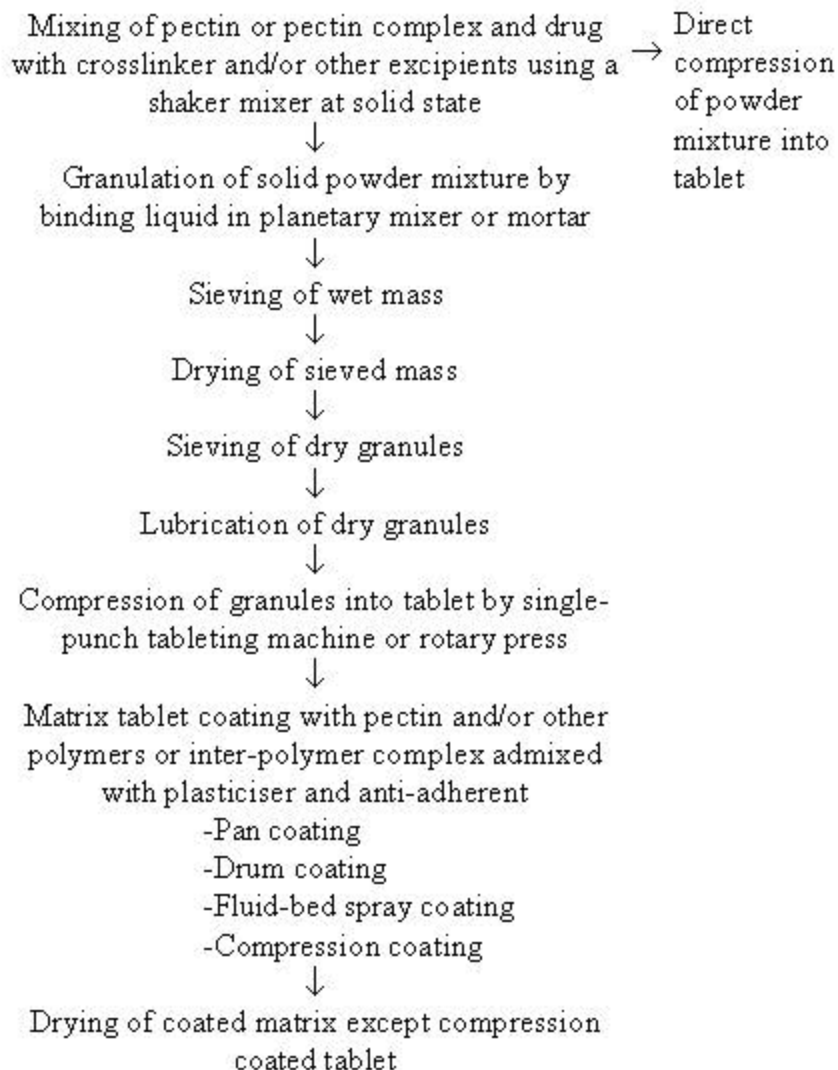 Mixing of pectin or pectin complex and drug
with crosslinker and/or other excipients using a
shaker mixer at solid state
→ Direct
compression
of powder
mixture into
tablet
↓
Granulation of solid powder mixture by
binding liquid in planetary mixer or mortar
↓
Sieving of wet mass
↓
Drying of sieved mass
↓
Sieving of dry granules
↓
Lubrication of dry granules
↓
Compression of granules into tablet by single-
punch tableting machine or rotary press
↓
Matrix tablet coating with pectin and/or other
polymers or inter-polymer complex admixed
with plasticiser and anti-adherent
-Pan coating
-Drum coating
-Fluid-bed spray coating
-Compression coating
↓
Drying of coated matrix except compression
coated tablet